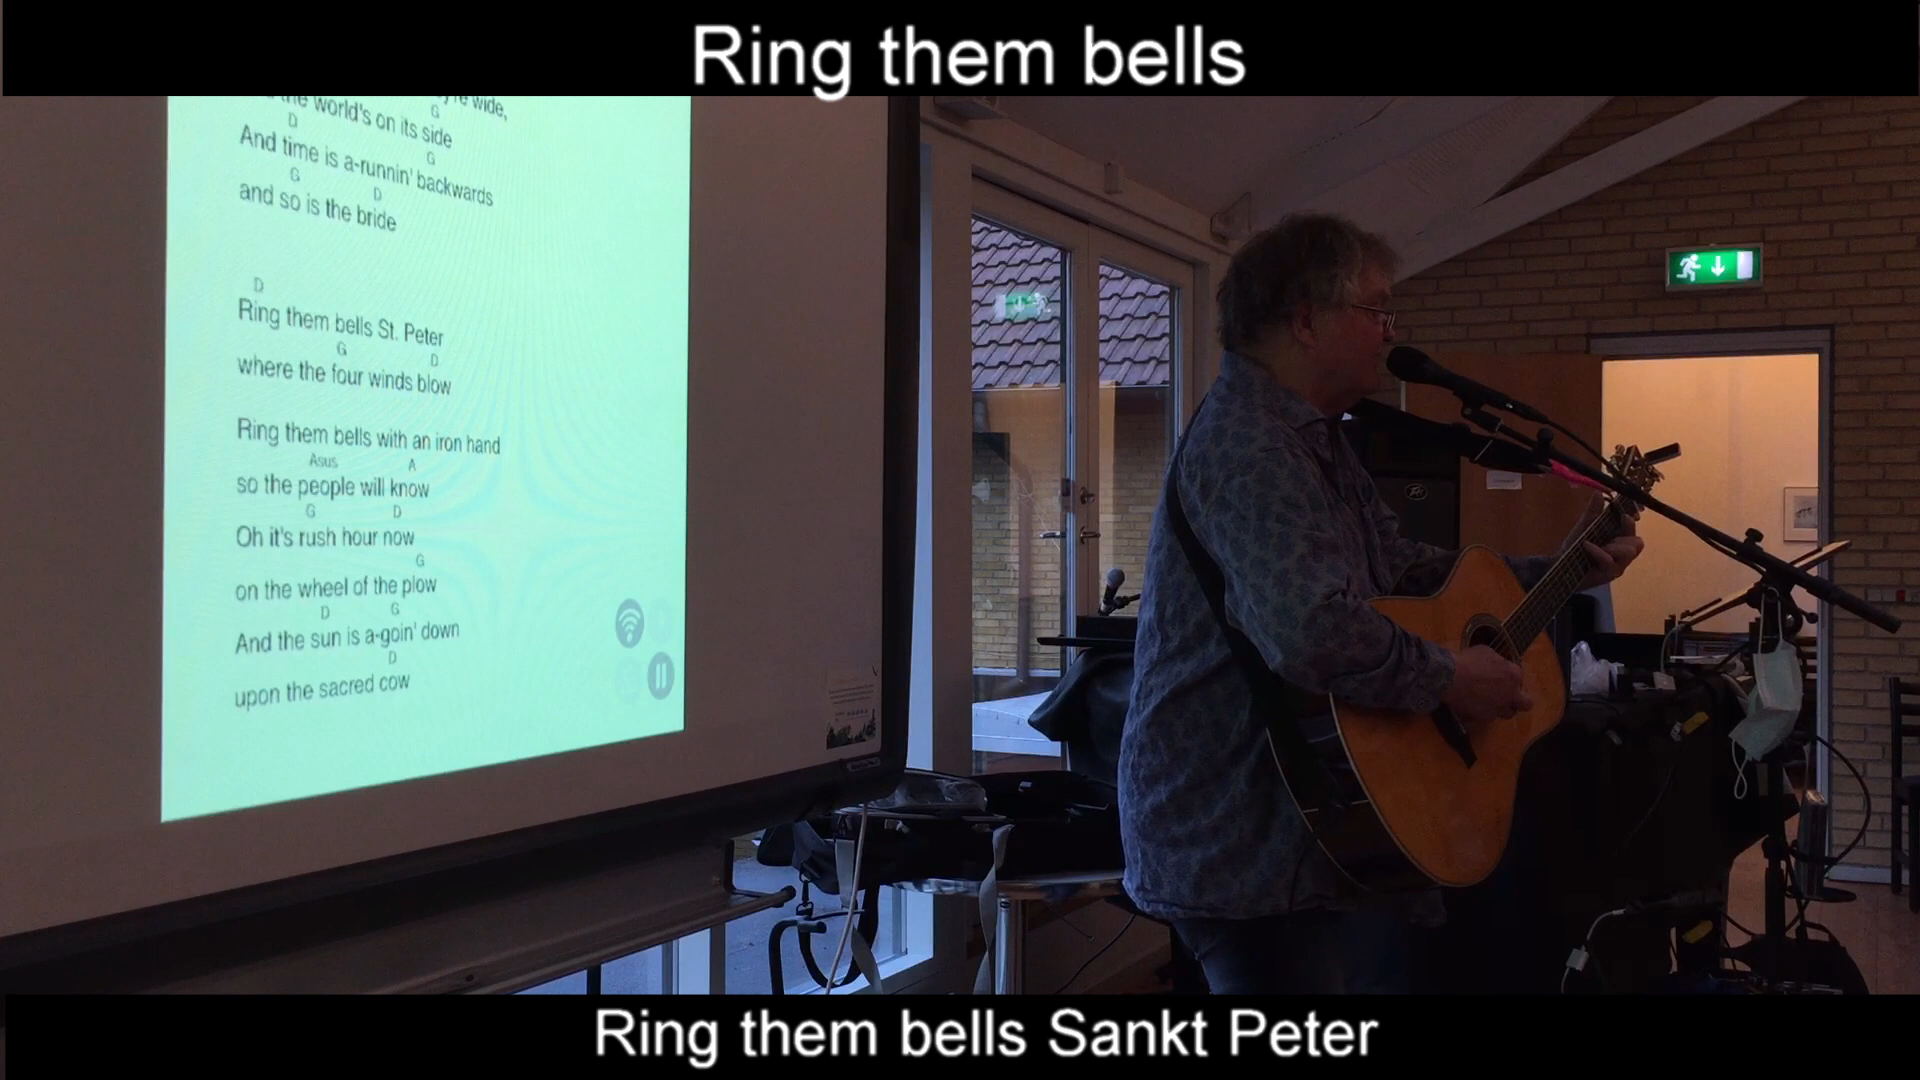 Ring them bells
the world's on its side
G
D
And time is a-runnin' backwards
G
G
D
and so is the bride
D
Ring them bells St. Peter
G D
where the four winds blow
Ring them bells with an iron hand
Asus A
so the people will know
G D
Oh it's rush hour now
G
on the wheel of the plow
D G
And the sun is a-goin' down
D
upon the sacred cow
Ring them bells Sankt Peter